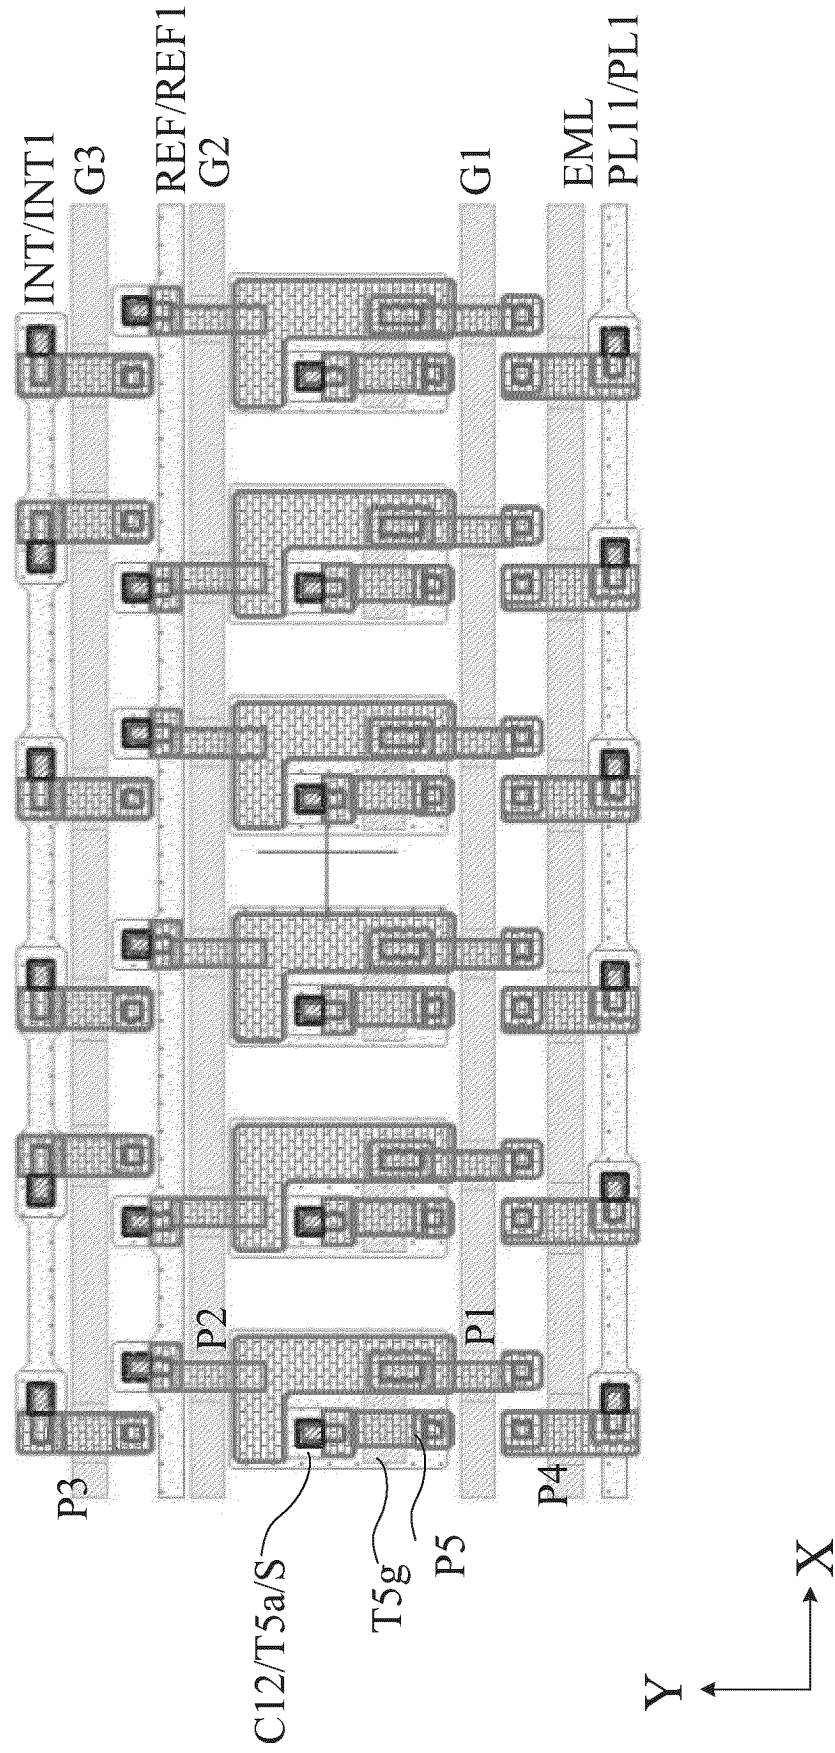 INT/INT1
G3
REF/REF1
G2
G1
EML
PL11/PL1
P3
P2
P1
P4
C12/T5a/S
T5g
P5
Y
X